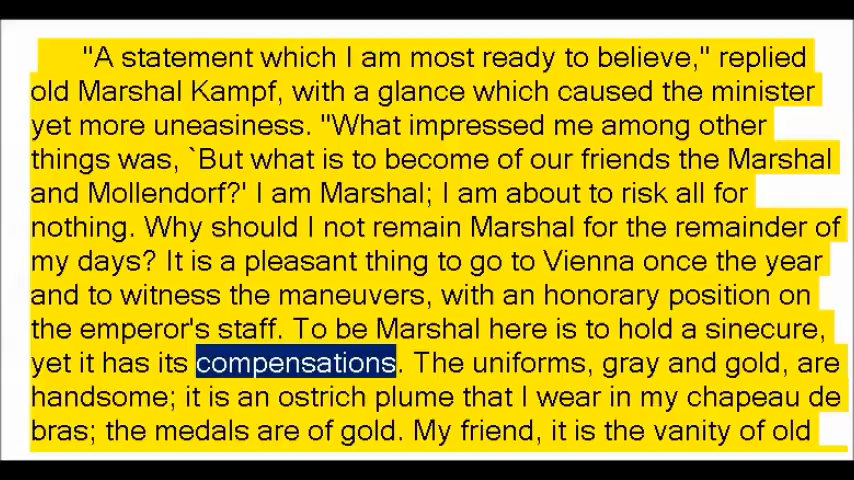 "A statement which I am most ready to believe," replied
old Marshal Kampf, with a glance which caused the minister
yet more uneasiness. "What impressed me among other
things was, `But what is to become of our friends the Marshal
and Mollendorf?' I am Marshal; I am about to risk all for
nothing. Why should I not remain Marshal for the remainder of
my days? It is a pleasant thing to go to Vienna once the year
and to witness the maneuvers, with an honorary position on
the emperor's staff. To be Marshal here is to hold a sinecure,
yet it has its compensations. The uniforms, gray and gold, are
handsome; it is an ostrich plume that I wear in my chapeau de
bras; the medals are of gold. My friend, it is the vanity of old